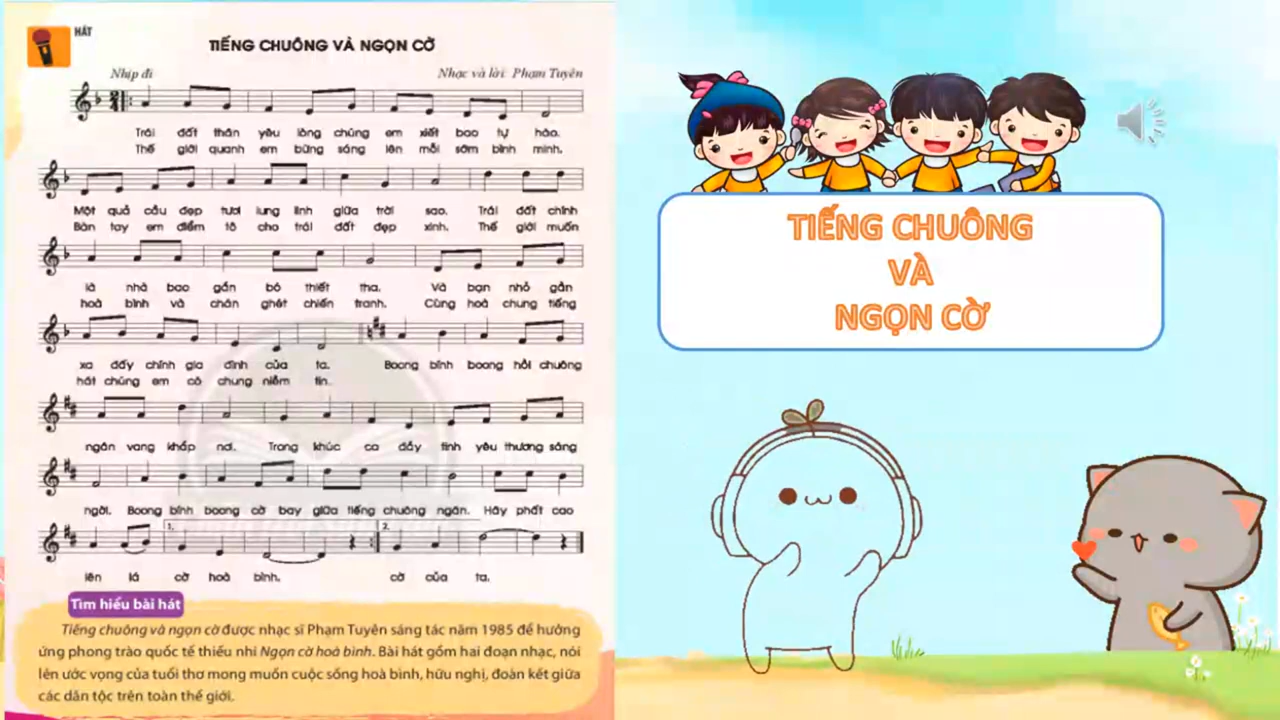 HÁT
TIẾNG CHUÔNG VÀ NGỌN CỜ
Nhịp đi
Nhạc và lời: Phạm Tuyên
Trái đất thân yêu lòng chúng em xiết bao tự hào.
Thế giới quanh em bừng sáng lên mỗi sớm bình minh.
Một quả cầu đẹp tươi lung linh giữa trời sao. Trái đất chính
Bàn tay em điểm tô cho trái đất đẹp xinh. Thế giới muốn
là nhà bao gắn bó thiết tha. Và bạn nhỏ gần
hoà bình và chán ghét chiến tranh. Cùng hoà chung tiếng
xa đấy chính gia đình của ta. Boong bính boong hồi chuông
hát chúng em có chung niềm tin.
ngân vang khắp nơi. Trong khúc ca đầy tình yêu thương sáng
ngời. Boong bính boong cờ bay giữa tiếng chuông ngân. Hãy phất cao
1.
2.
lên lá cờ hoà bình. cờ của ta.
Tìm hiểu bài hát
Tiếng chuông và ngọn cờ được nhạc sĩ Phạm Tuyên sáng tác năm 1985 để hưởng
ứng phong trào quốc tế thiếu nhi Ngọn cờ hoà bình. Bài hát gồm hai đoạn nhạc, nói
lên ước vọng của tuổi thơ mong muốn cuộc sống hoà bình, hữu nghị, đoàn kết giữa
các dân tộc trên toàn thế giới.
TIẾNG CHUÔNG
VÀ
NGỌN CỜ